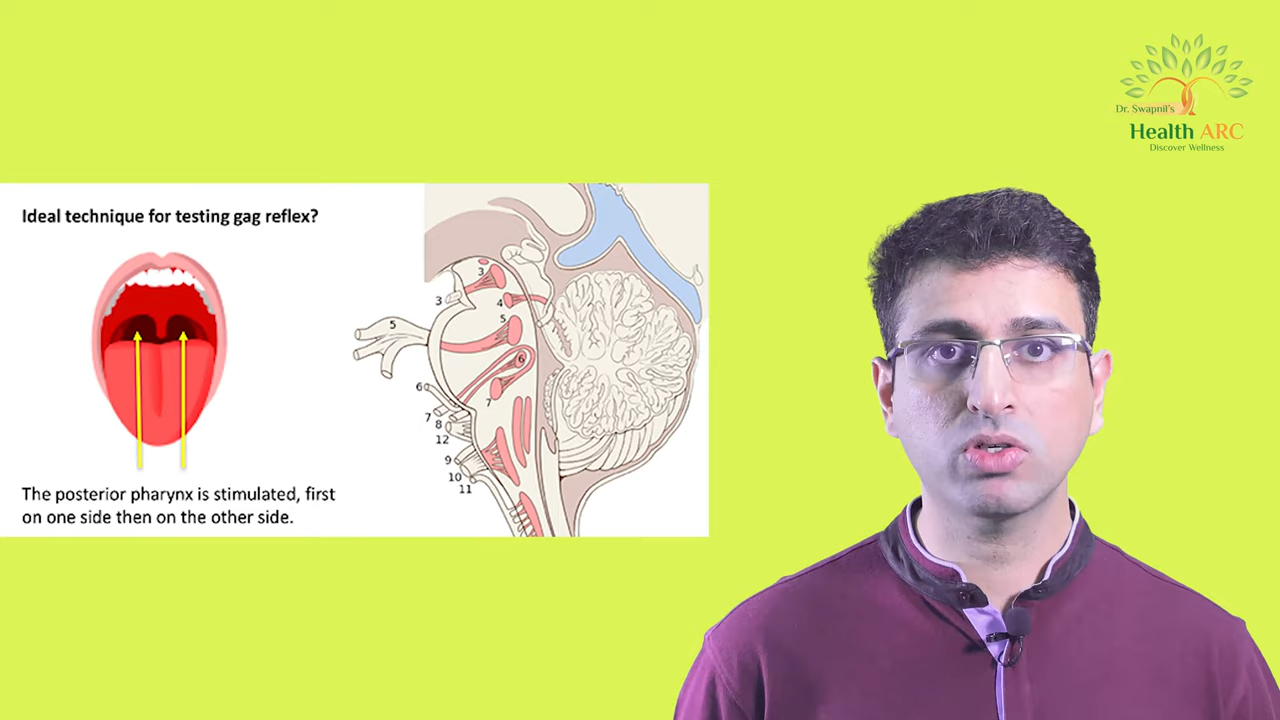 Dr. Swapnil's
Health ARC
Discover Wellness
Ideal technique for testing gag reflex?
3
3
4
5
5
6
6
7
7
8
12
9
10
11
The posterior pharynx is stimulated, first
on one side then on the other side.